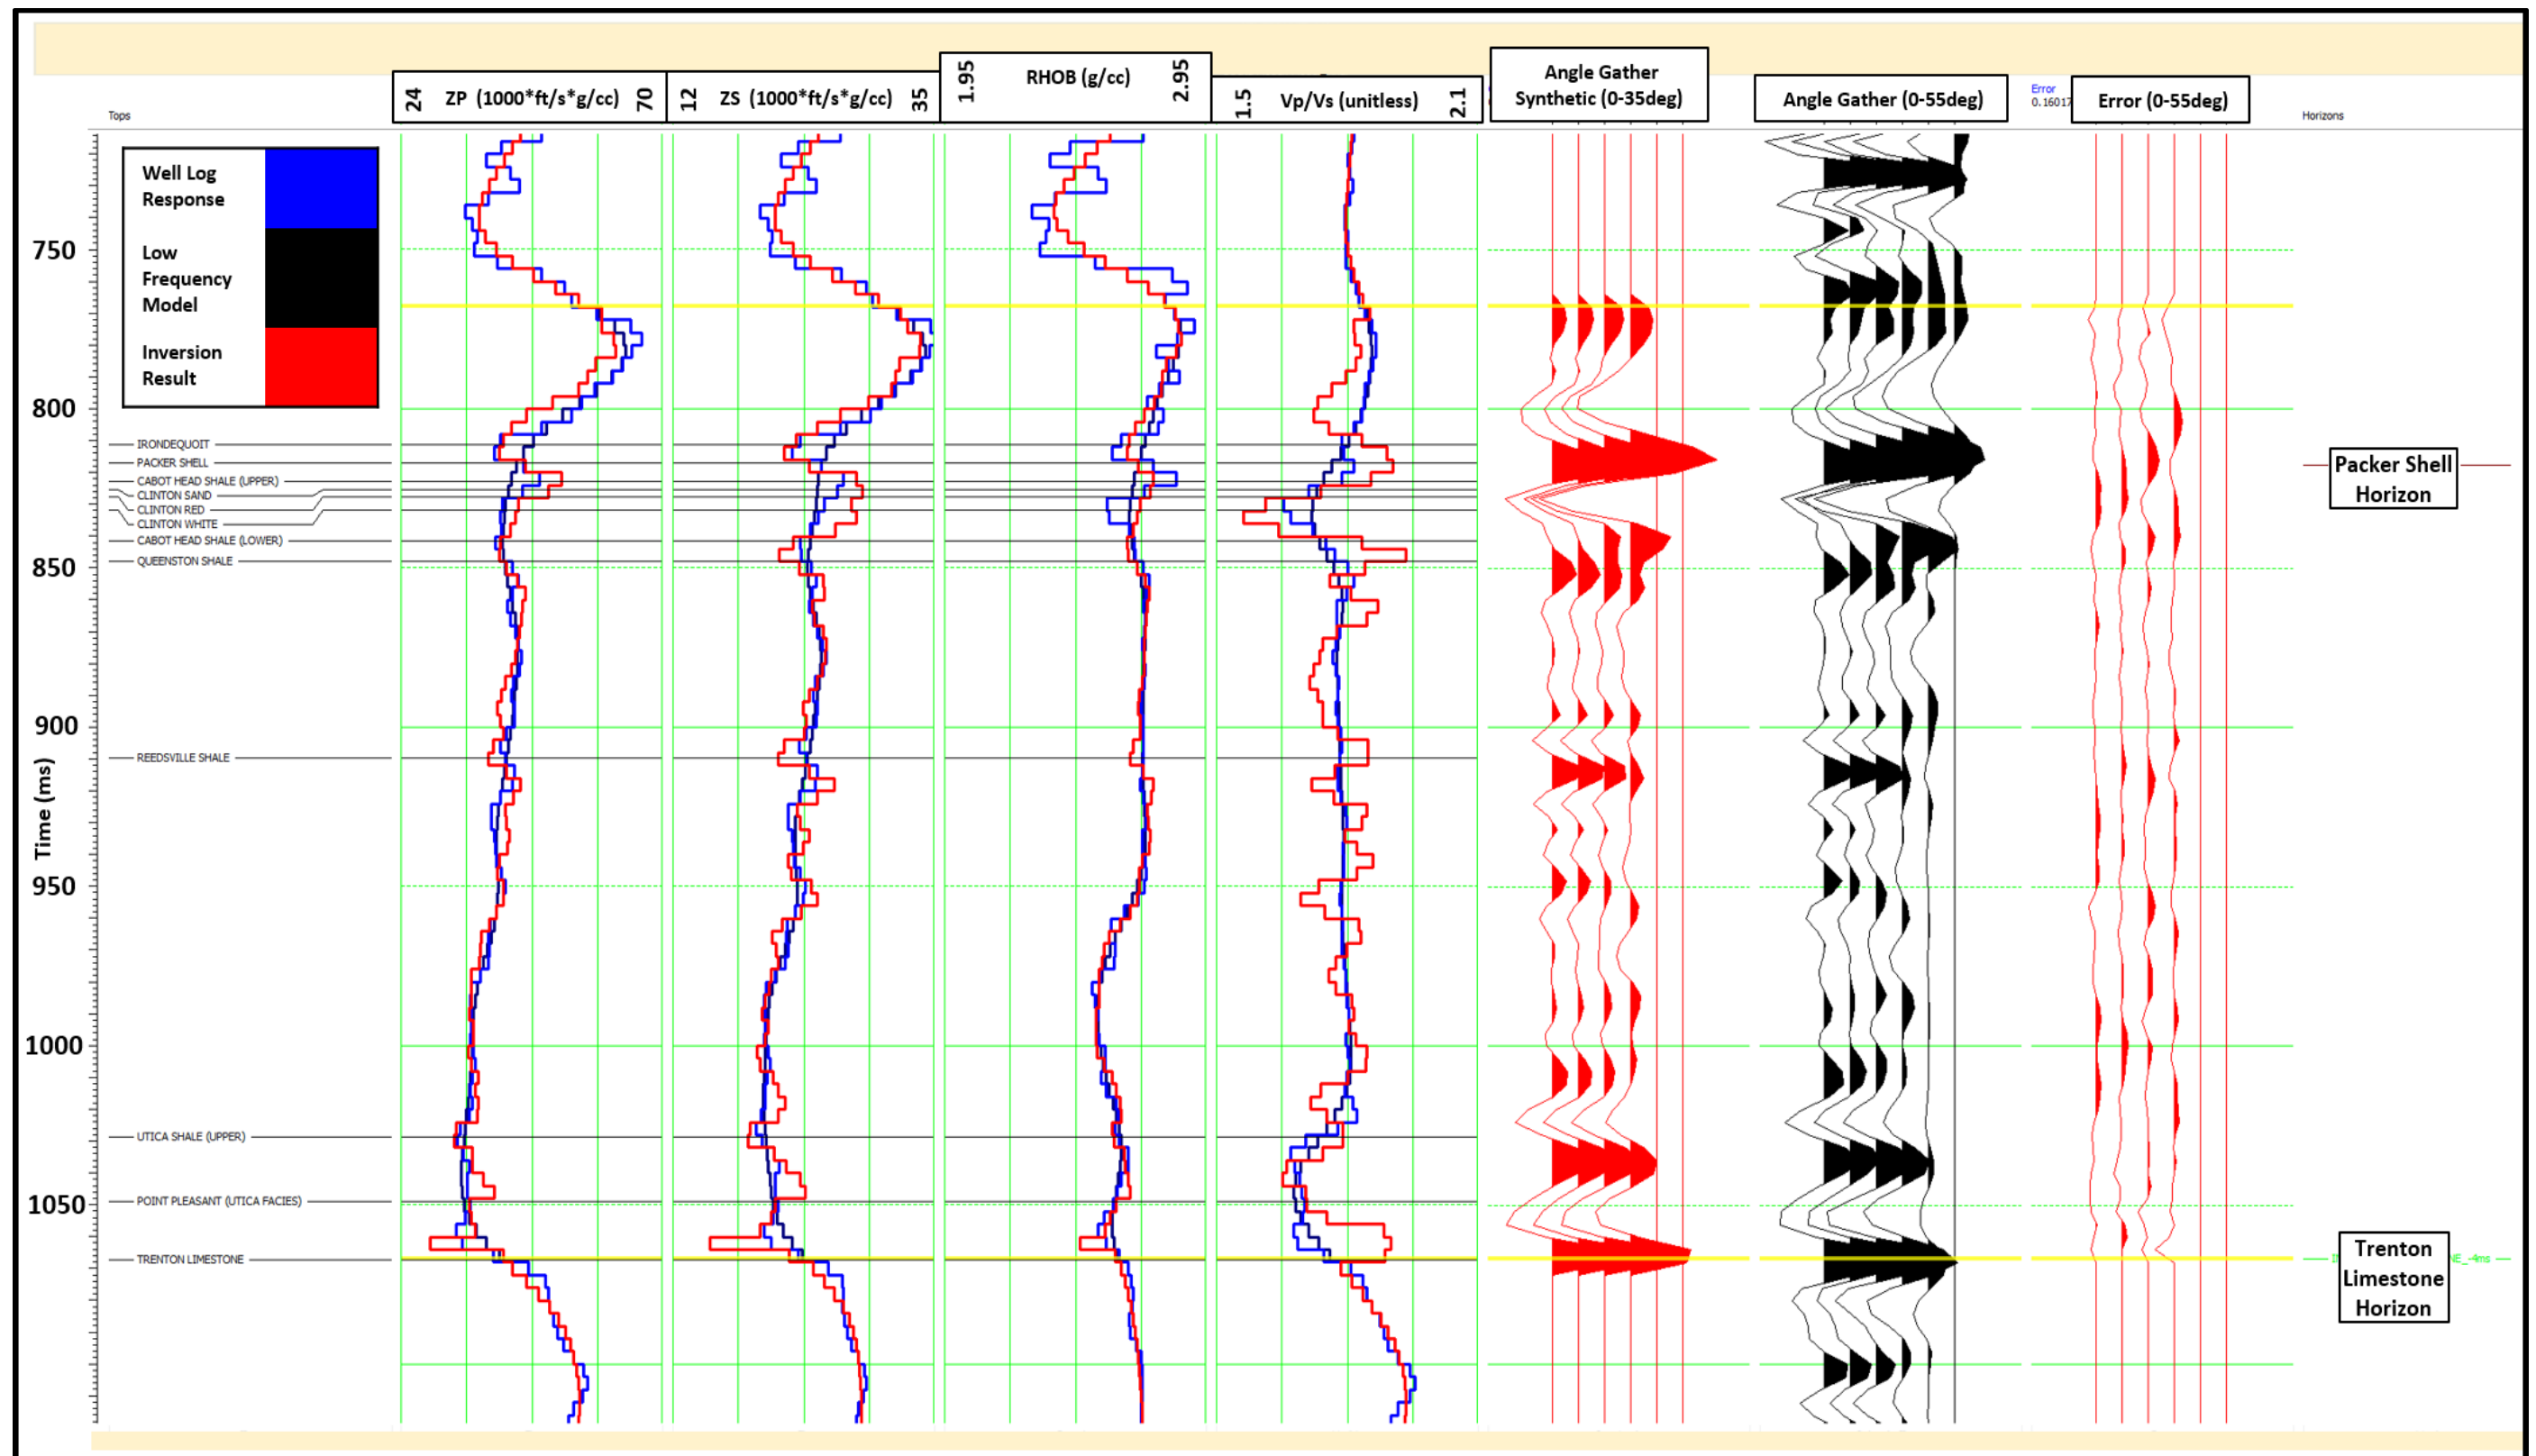 24 ZP (1000*ft/s*g/cc) 70
12 ZS (1000*ft/s*g/cc) 35
1.95 RHOB (g/cc) 2.95
1.5 Vp/Vs (unitless) 2.1
Angle Gather
Synthetic (0-35deg)
Angle Gather (0-55deg)
Error
0.16017
Error (0-55deg)
Tops
Horizons
Well Log
Response
Low
Frequency
Model
Inversion
Result
Time (ms)
750
800
850
900
950
1000
1050
IRONDEQUOIT
PACKER SHELL
CABOT HEAD SHALE (UPPER)
CLINTON SAND
CLINTON RED
CLINTON WHITE
CABOT HEAD SHALE (LOWER)
QUEENSTON SHALE
REEDSVILLE SHALE
UTICA SHALE (UPPER)
POINT PLEASANT (UTICA FACIES)
TRENTON LIMESTONE
Packer Shell
Horizon
Trenton
Limestone
Horizon
NE_-4ms